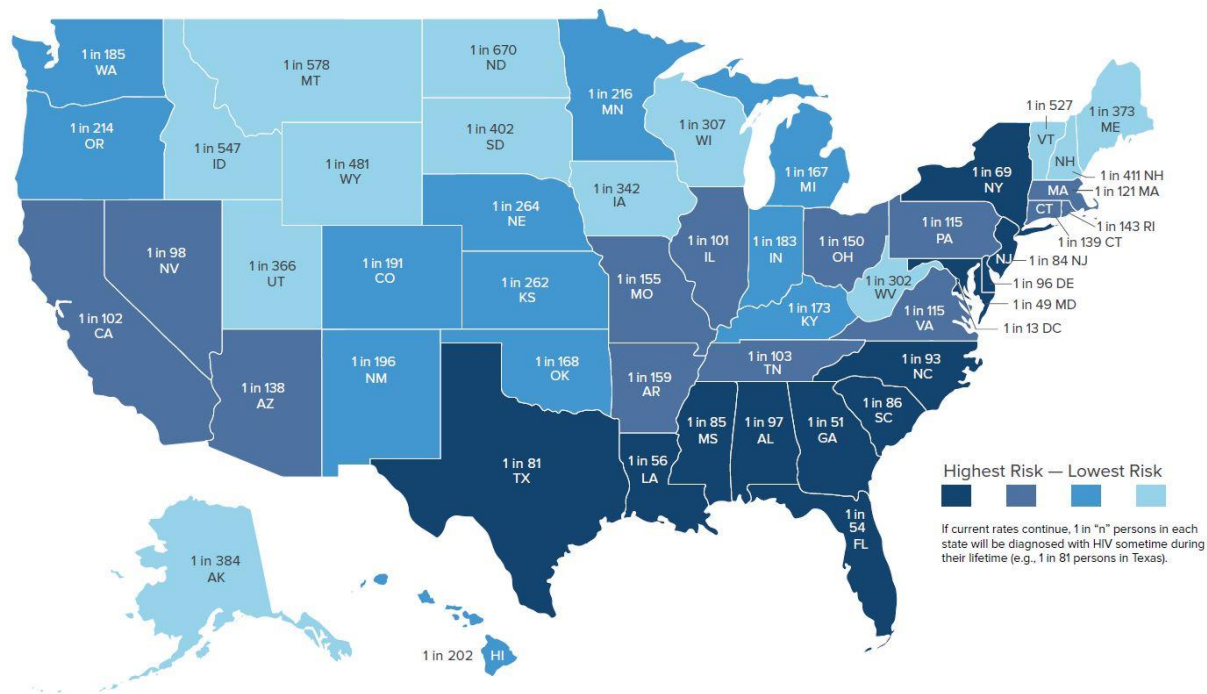 1 in 185
WA
1 in 578
MT
1 in 670
ND
1 in 216
MN
1 in 307
WI
1 in 527
VT
1 in 373
ME
NH
1 in 411 NH
1 in 214
OR
1 in 547
ID
1 in 481
WY
1 in 402
SD
1 in 342
IA
1 in 167
MI
1 in 69
NY
MA
1 in 121 MA
CT
1 in 143 RI
1 in 139 CT
1 in 98
NV
1 in 366
UT
1 in 191
CO
1 in 264
NE
1 in 262
KS
1 in 155
MO
1 in 101
IL
1 in 183
IN
1 in 150
OH
1 in 115
PA
NJ
1 in 84 NJ
1 in 96 DE
1 in 49 MD
1 in 13 DC
1 in 302
WV
1 in 115
VA
1 in 173
KY
1 in 102
CA
1 in 138
AZ
1 in 196
NM
1 in 168
OK
1 in 159
AR
1 in 103
TN
1 in 93
NC
1 in 86
SC
1 in 81
TX
1 in 56
LA
1 in 85
MS
1 in 97
AL
1 in 51
GA
1 in
54
FL
1 in 384
AK
1 in 202
HI
Highest Risk — Lowest Risk
If current rates continue, 1 in “n” persons in each
state will be diagnosed with HIV sometime during
their lifetime (e.g., 1 in 81 persons in Texas).